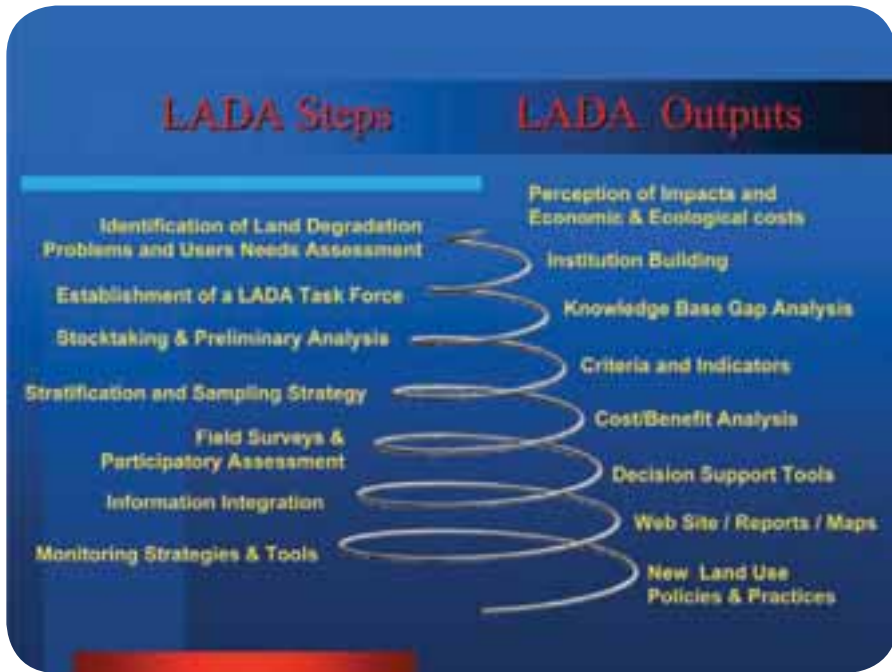 LADA Steps
LADA Outputs
Identification of Land Degradation
Problems and Users Needs Assessment
Establishment of a LADA Task Force
Stocktaking & Preliminary Analysis
Stratification and Sampling Strategy
Field Surveys &
Participatory Assessment
Information Integration
Monitoring Strategies & Tools
Perception of Impacts and
Economic & Ecological costs
Institution Building
Knowledge Base Gap Analysis
Criteria and Indicators
Cost/Benefit Analysis
Decision Support Tools
Web Site / Reports / Maps
New Land Use
Policies & Practices